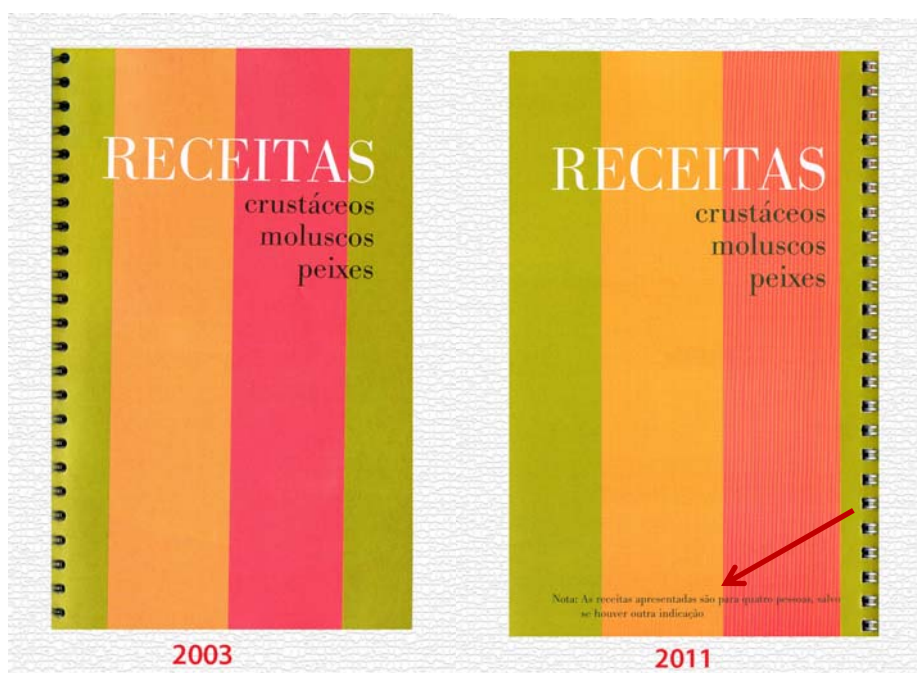 RECEITAS
crustáceos
moluscos
peixes
2003
RECEITAS
crustáceos
moluscos
peixes
Nota: As receitas apresentadas são para quatro pessoas, salvo
se houver outra indicação
2011